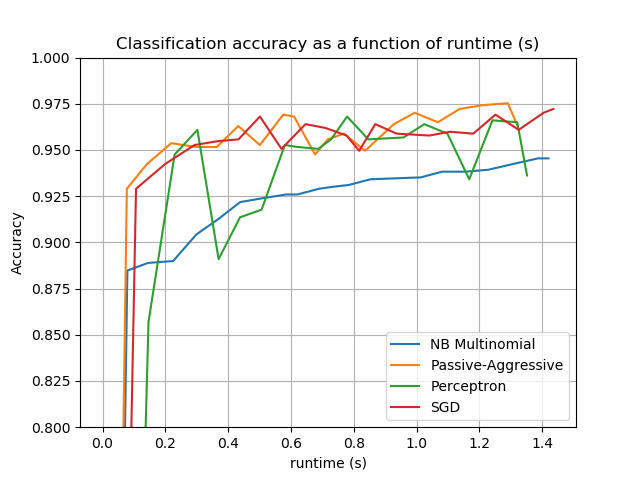 Classification accuracy as a function of runtime (s)
1.000
0.975
0.950
0.925
0.900
0.875
0.850
0.825
0.800
Accuracy
NB Multinomial
Passive-Aggressive
Perceptron
SGD
0.0 0.2 0.4 0.6 0.8 1.0 1.2 1.4
runtime (s)